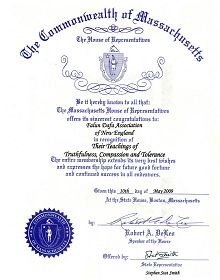 The Commonwealth of Massachusetts
The House of Representatives
Be it hereby known to all that:
The Massachusetts House of Representatives
offers its sincerest congratulations to:
Falun Dafa Association
of New England
in recognition of
Their Teachings of
Truthfulness, Compassion and Tolerance
The entire membership extends its very best wishes
and expresses the hope for future good fortune
and continued success in all endeavors.
Given this 10th day of May 2009
At the State House, Boston, Massachusetts
by:
Robert A. DeLeo
Speaker of the House
Offered by:
State Representative
Stephen Stat Smith